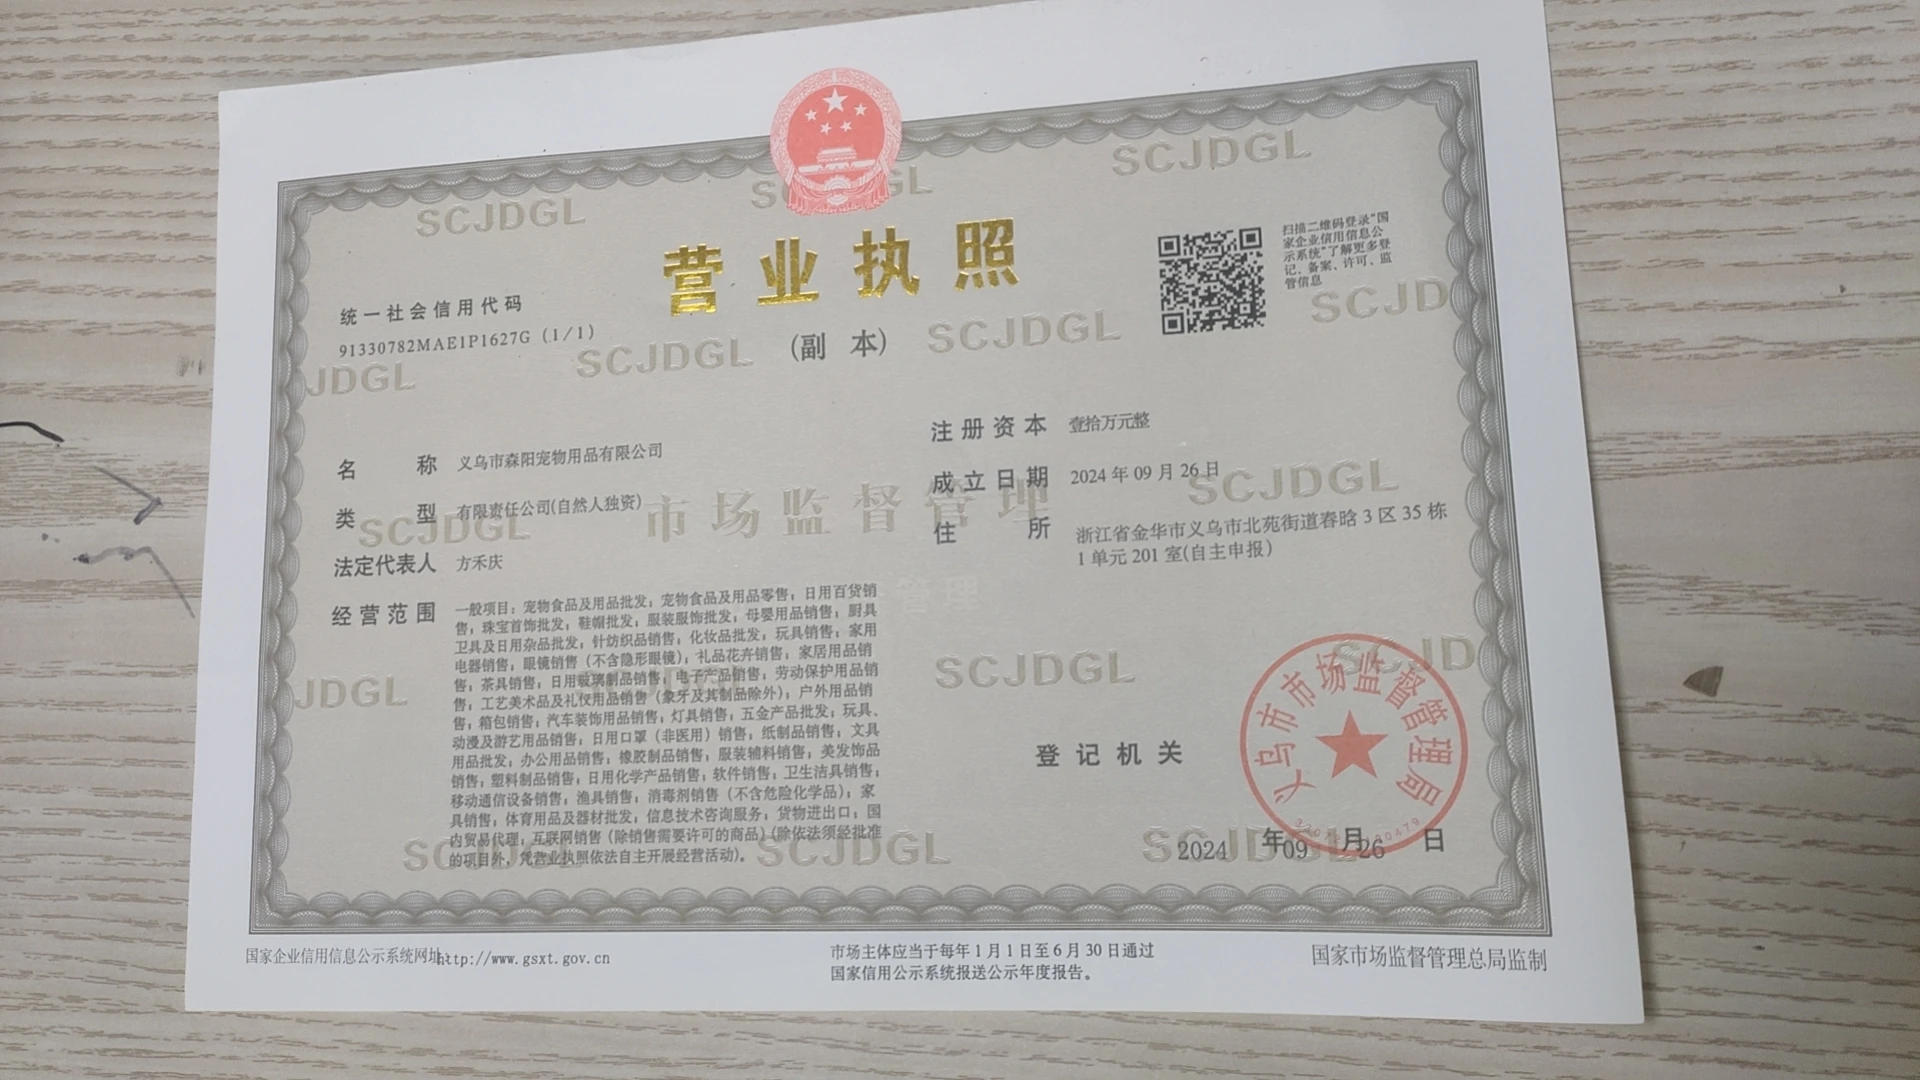 营业执照
(副 本)
统一社会信用代码
91330782MAE1P1627G (1/1)
扫描二维码登录"国
家企业信用信息公
示系统"了解更多登
记、备案、许可、监
管信息
名称 义乌市森阳宠物用品有限公司
类型 有限责任公司(自然人独资)
法定代表人 方禾庆
经营范围 一般项目：宠物食品及用品批发；宠物食品及用品零售；日用百货销
售；珠宝首饰批发；鞋帽批发；服装服饰批发；母婴用品销售；厨具
卫具及日用杂品批发；针纺织品销售；化妆品批发；玩具销售；家用
电器销售；眼镜销售（不含隐形眼镜）；礼品花卉销售；家居用品销
售；茶具销售；日用玻璃制品销售；电子产品销售；劳动保护用品销
售；工艺美术品及礼仪用品销售（象牙及其制品除外）；户外用品销
售；箱包销售；汽车装饰用品销售；灯具销售；五金产品批发；玩具、
动漫及游艺用品销售；日用口罩（非医用）销售；纸制品销售；文具
用品批发；办公用品销售；橡胶制品销售；服装辅料销售；美发饰品
销售；塑料制品销售；日用化学产品销售；软件销售；卫生洁具销售；
移动通信设备销售；渔具销售；消毒剂销售（不含危险化学品）；家
具销售；体育用品及器材批发；信息技术咨询服务；货物进出口；国
内贸易代理；互联网销售（除销售需要许可的商品）(除依法须经批准
的项目外，凭营业执照依法自主开展经营活动)。
注册资本 壹拾万元整
成立日期 2024 年 09 月 26 日
住所 浙江省金华市义乌市北苑街道春晗 3 区 35 栋
1 单元 201 室(自主申报)
市场监督管理
SCJDGL
登记机关
义乌市市场监督管理局
2024 年 09 月 26 日
国家企业信用信息公示系统网址http://www.gsxt.gov.cn
市场主体应当于每年 1 月 1 日至 6 月 30 日通过
国家信用公示系统报送公示年度报告。
国家市场监督管理总局监制